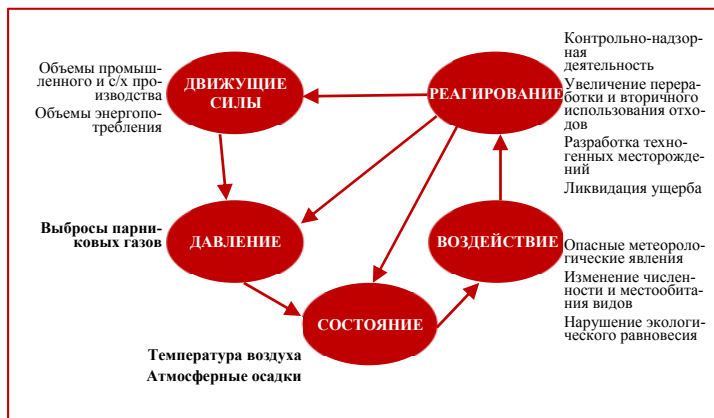 Объемы промыш-
ленного и с/х про-
изводства
Объемы энергопо-
требления
ДВИЖУЩИЕ
СИЛЫ
РЕАГИРОВАНИЕ
Контрольно-надзор-
ная
деятельность
Увеличение перера-
ботки и вторичного
использования отхо-
дов
Разработка техно-
генных месторожде-
ний
Ликвидация ущерба
Выбросы парни-
ковых газов
ДАВЛЕНИЕ
ВОЗДЕЙСТВИЕ
Опасные метеороло-
гические явления
Изменение числен-
ности и местообита-
ния видов
Нарушение экологи-
ческого равновесия
СОСТОЯНИЕ
Температура воздуха
Атмосферные осадки